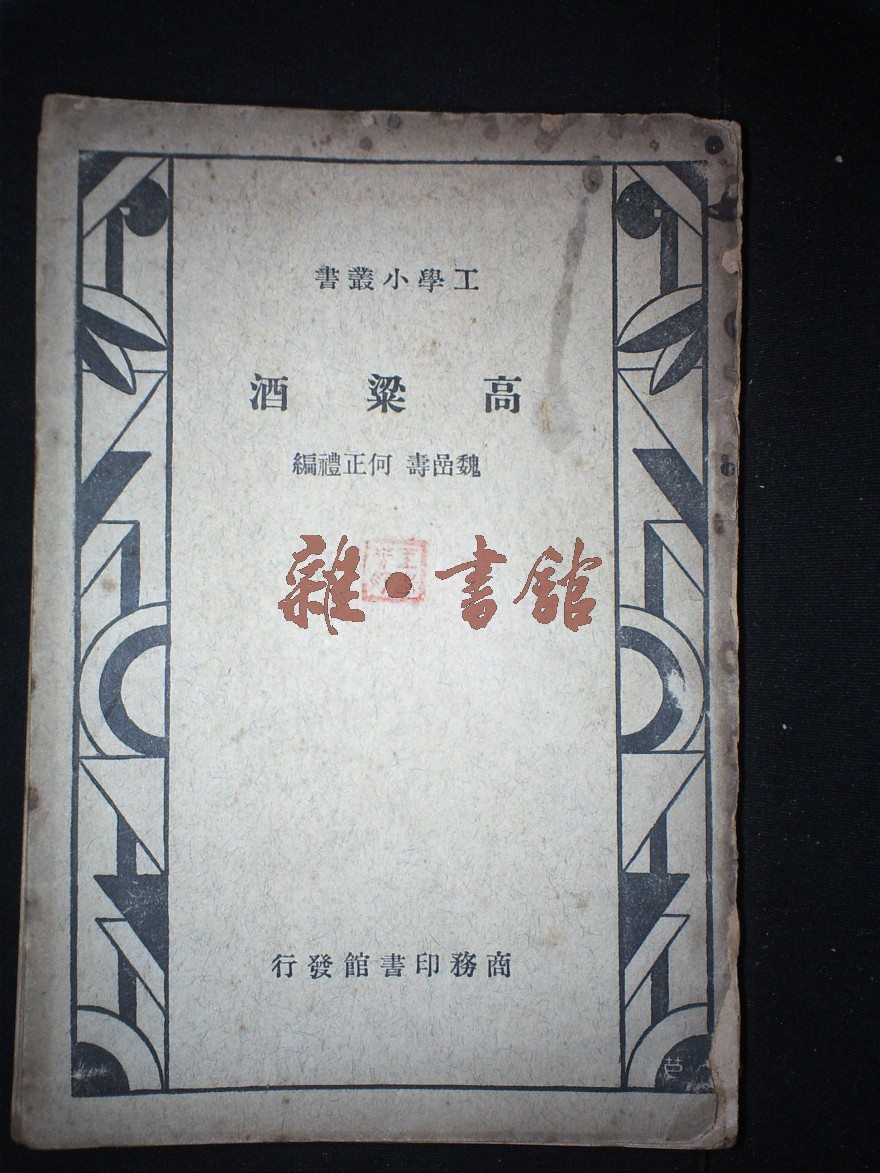 工學小叢書
高粱酒
魏嵒壽 何正禮編
雜·書館
商務印書館發行